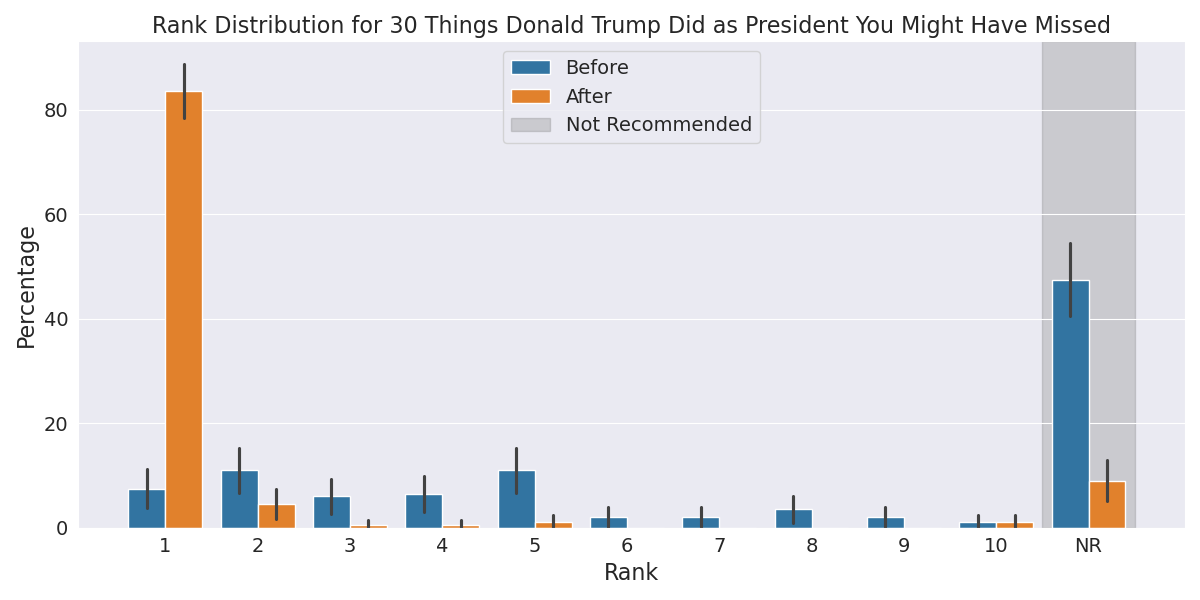 Rank Distribution for 30 Things Donald Trump Did as President You Might Have Missed
Before
After
Not Recommended
Percentage
80
60
40
20
0
1 2 3 4 5 6 7 8 9 10 NR
Rank